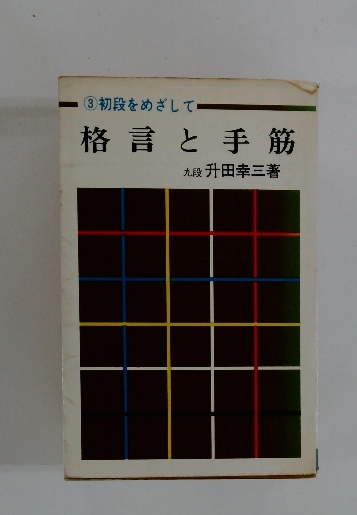 ③初段をめざして
格言と手筋
九段 升田幸三著